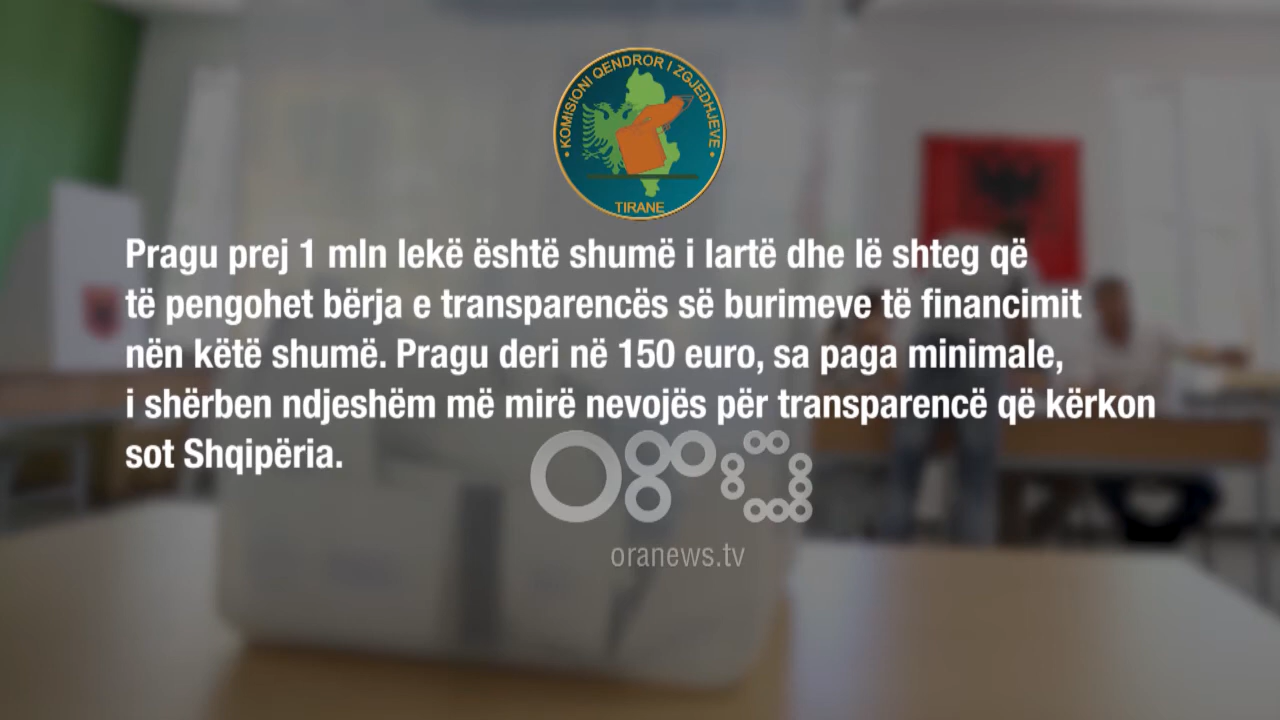 KOMISIONI QENDROR I ZGJEDHJEVE
TIRANE
Pragu prej 1 mln lekë është shumë i lartë dhe lë shteg që
të pengohet bërja e transparencës së burimeve të financimit
nën këtë shumë. Pragu deri në 150 euro, sa paga minimale,
i shërben ndjeshëm më mirë nevojës për transparencë që kërkon
sot Shqipëria.
ora
oranews.tv